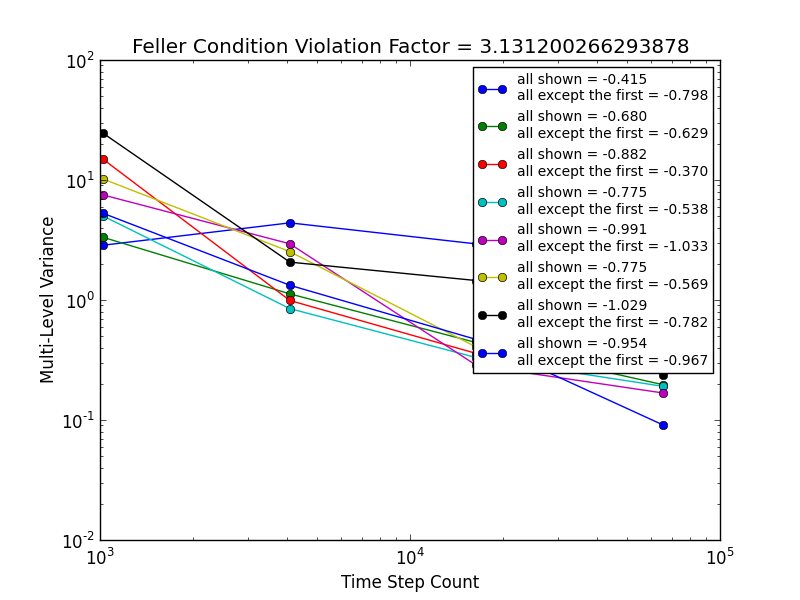 Feller Condition Violation Factor = 3.131200266293878
10^2
10^1
10^0
10^-1
10^-2
Multi-Level Variance
all shown = -0.415
all except the first = -0.798
all shown = -0.680
all except the first = -0.629
all shown = -0.882
all except the first = -0.370
all shown = -0.775
all except the first = -0.538
all shown = -0.991
all except the first = -1.033
all shown = -0.775
all except the first = -0.569
all shown = -1.029
all except the first = -0.782
all shown = -0.954
all except the first = -0.967
10^3 10^4 10^5
Time Step Count